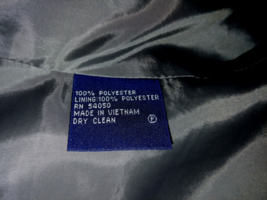 100% POLYESTER
LINING:100% POLYESTER
RN 54050
MADE IN VIETNAM
DRY CLEAN P